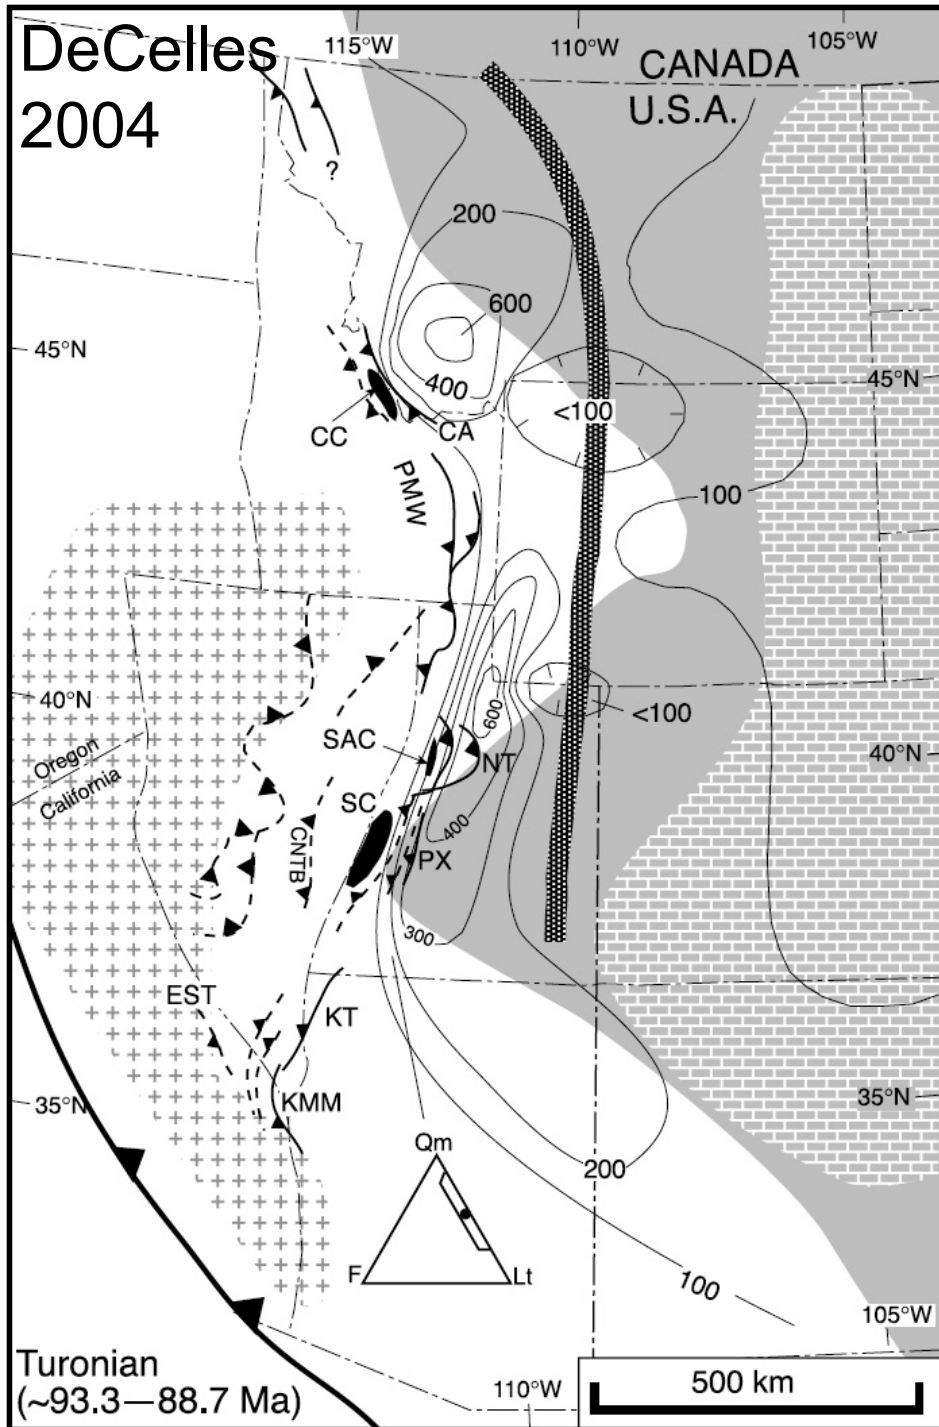 DeCelles
2004
115°W
110°W
105°W
CANADA
U.S.A.
?
200
600
45°N
400
45°N
<100
CC
CA
PMW
100
40°N
600
<100
SAC
NT
40°N
Oregon
California
SC
CNTB
400
PX
300
EST
KT
35°N
KMM
35°N
Qm
200
F
Lt
100
105°W
Turonian
(~93.3—88.7 Ma)
110°W
500 km